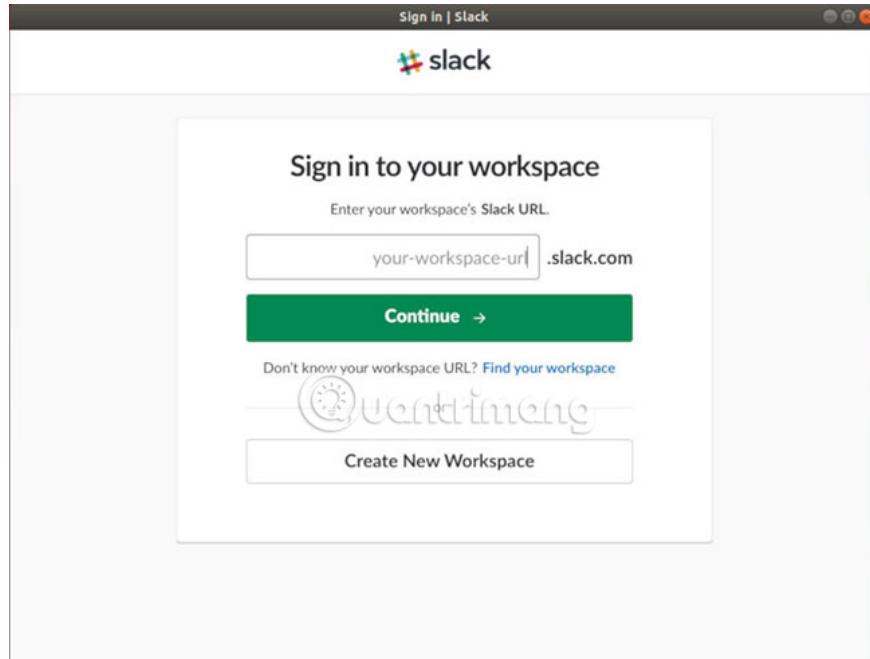 Sign in | Slack
slack
Sign in to your workspace
Enter your workspace's Slack URL.
your-workspace-url .slack.com
Continue →
Don't know your workspace URL? Find your workspace
or
Quantrimang
Create New Workspace